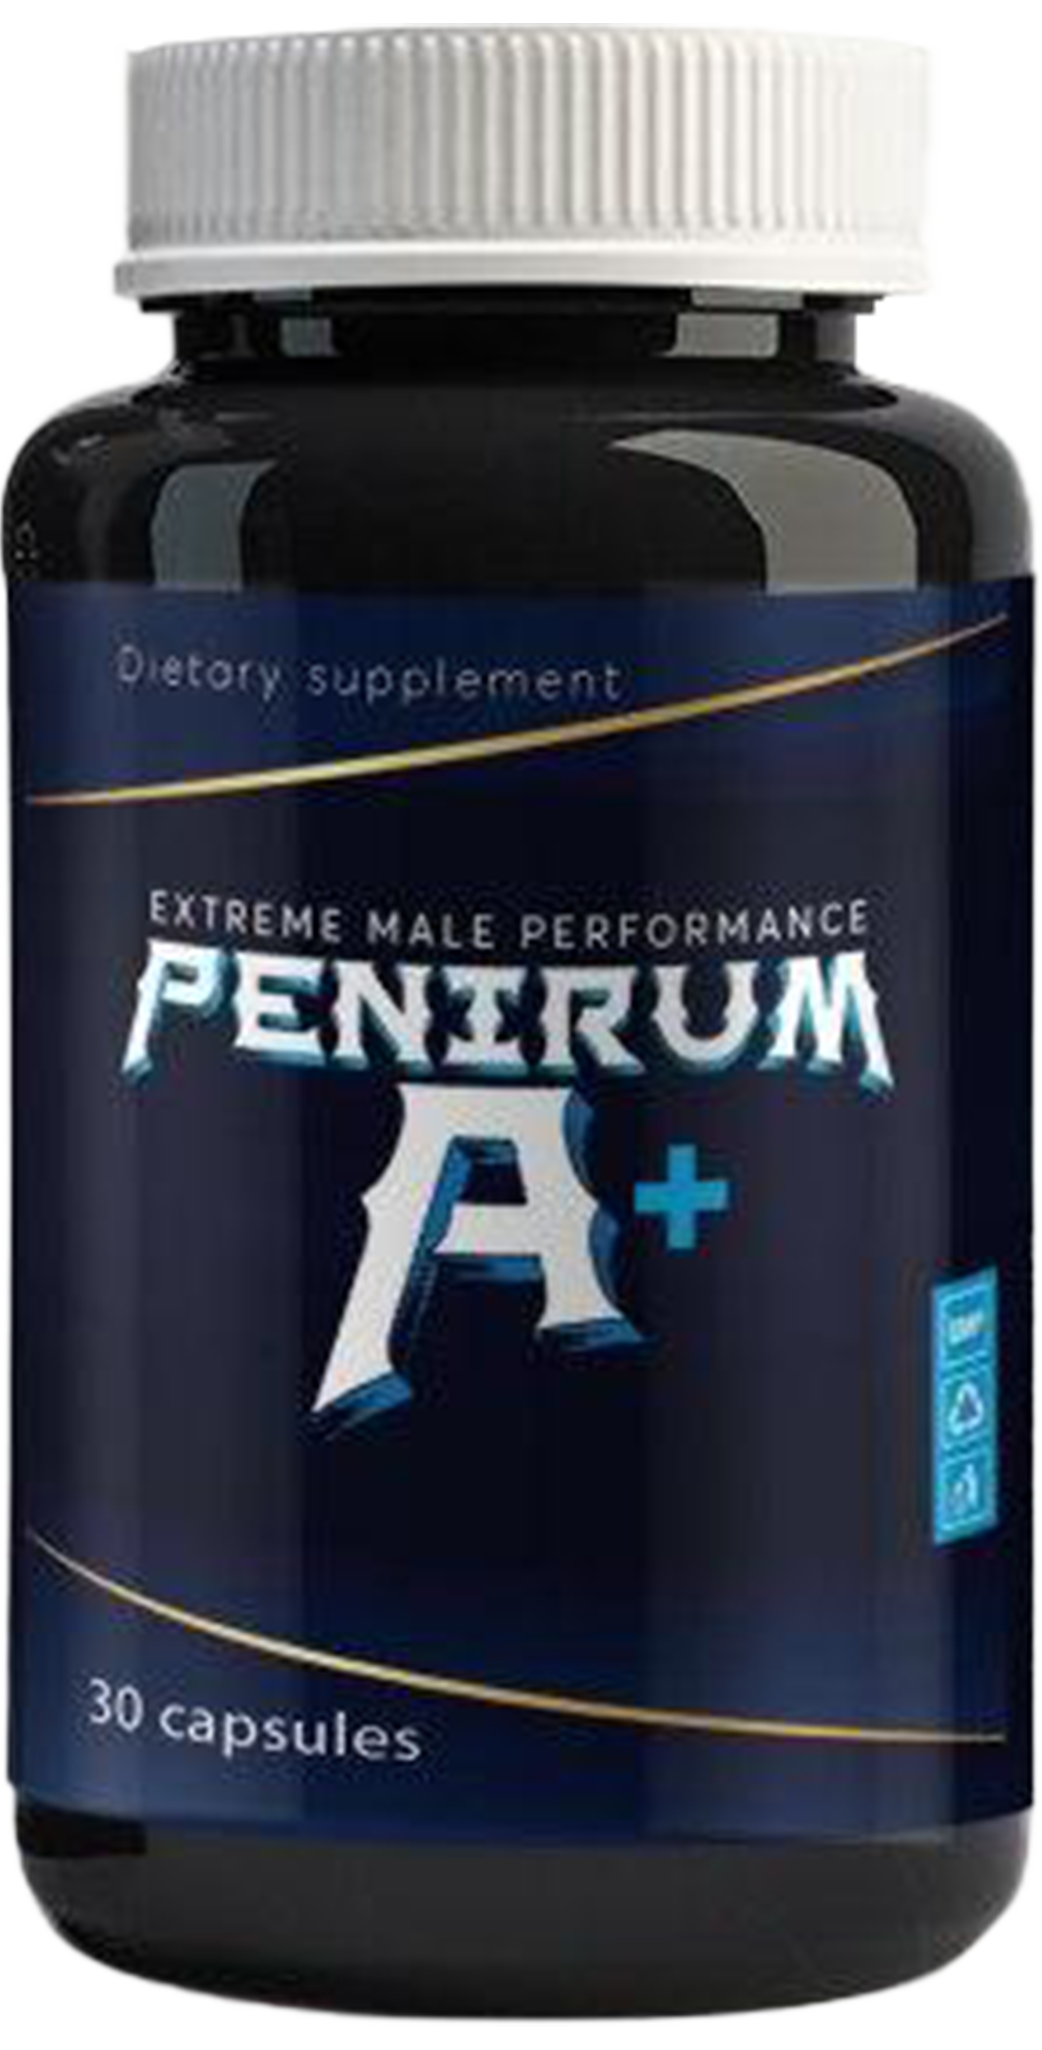 Dietary supplement
EXTREME MALE PERFORMANCE
PENIRUM
A+
30 capsules